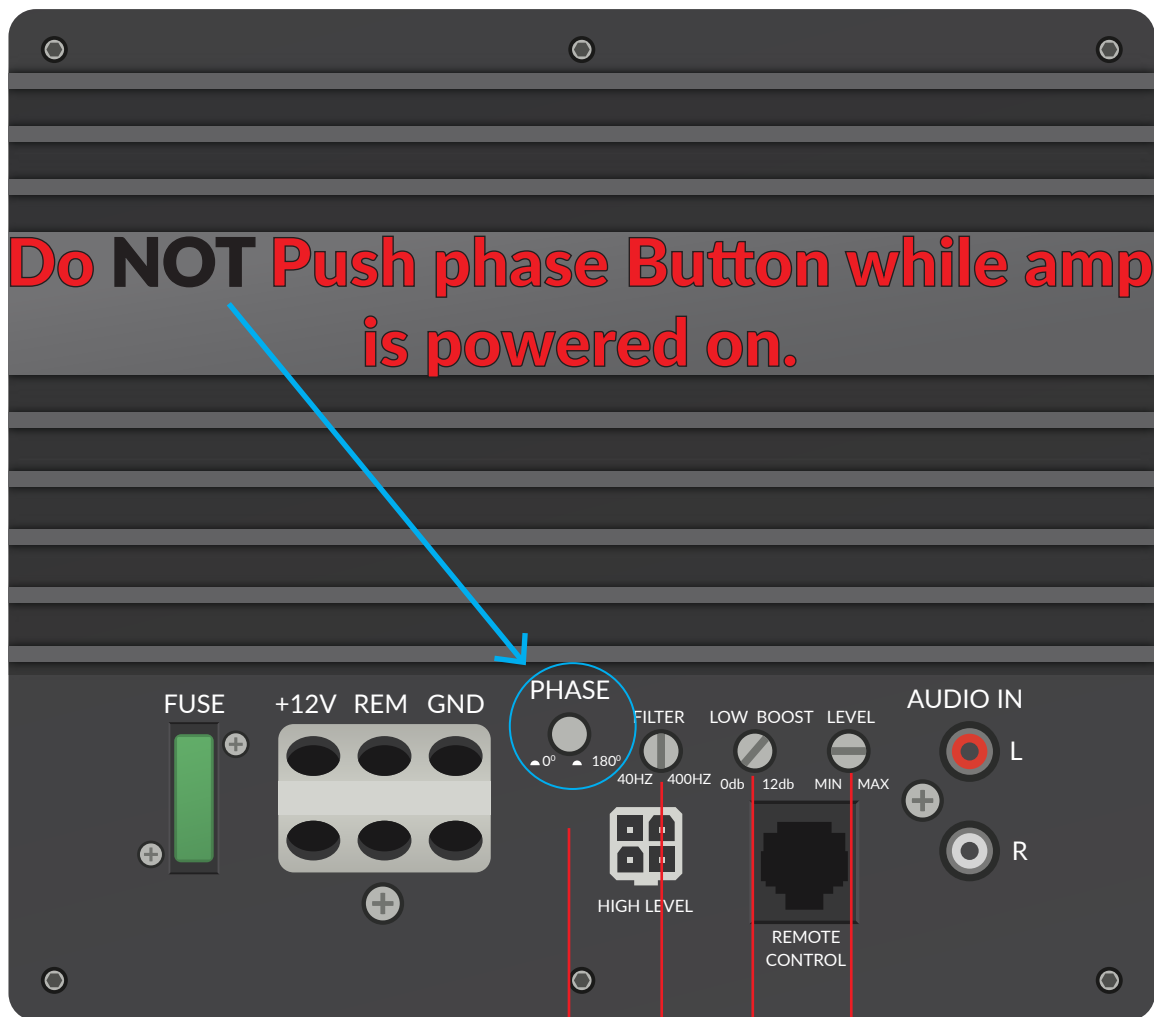 Do NOT Push phase Button while amp
is powered on.
FUSE
+12V REM GND
PHASE
0⁰ 180⁰
FILTER
40HZ 400HZ
LOW BOOST
0db 12db
LEVEL
MIN MAX
AUDIO IN
L
R
HIGH LEVEL
REMOTE
CONTROL